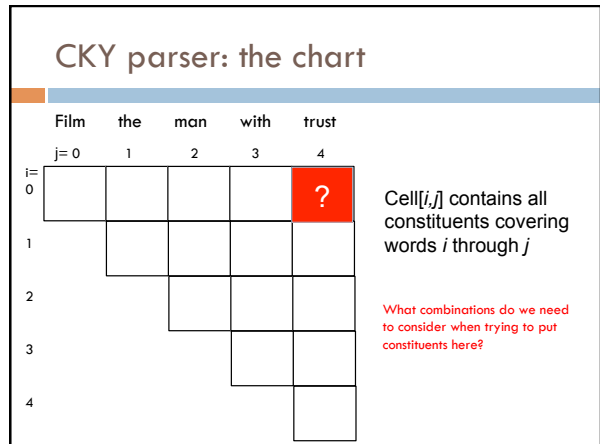 CKY parser: the chart
Film the man with trust
j= 0 1 2 3 4
i=
0
?
1
2
3
4
Cell[i,j] contains all
constituents covering
words i through j
What combinations do we need
to consider when trying to put
constituents here?